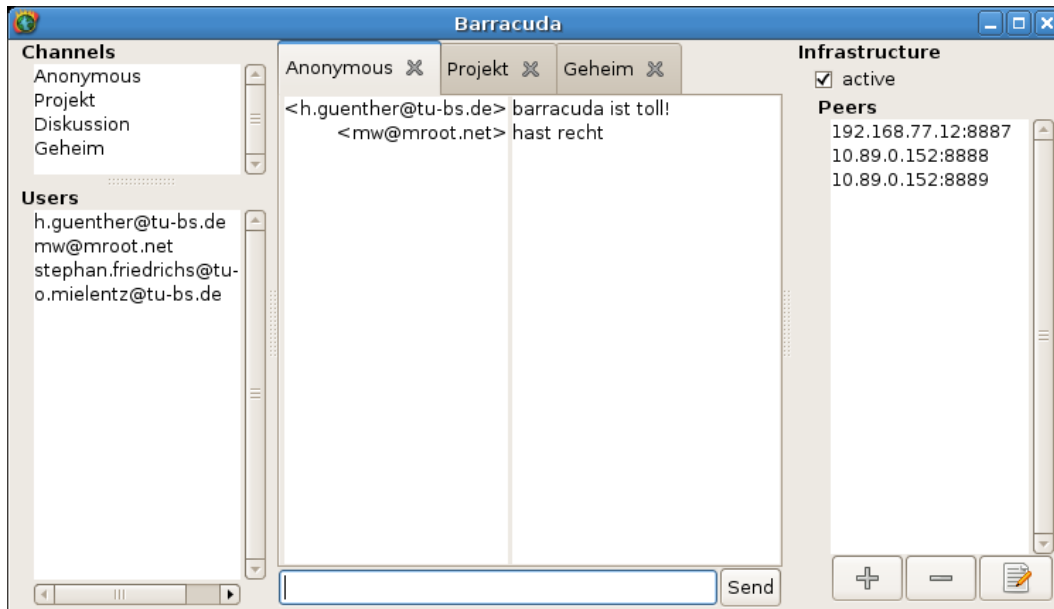 Barracuda
Channels
Anonymous
Projekt
Diskussion
Geheim
Users
h.guenther@tu-bs.de
mw@mroot.net
stephan.friedrichs@tu-
o.mielentz@tu-bs.de
Anonymous Projekt Geheim
<h.guenther@tu-bs.de> barracuda ist toll!
<mw@mroot.net> hast recht
Send
Infrastructure
active
Peers
192.168.77.12:8887
10.89.0.152:8888
10.89.0.152:8889